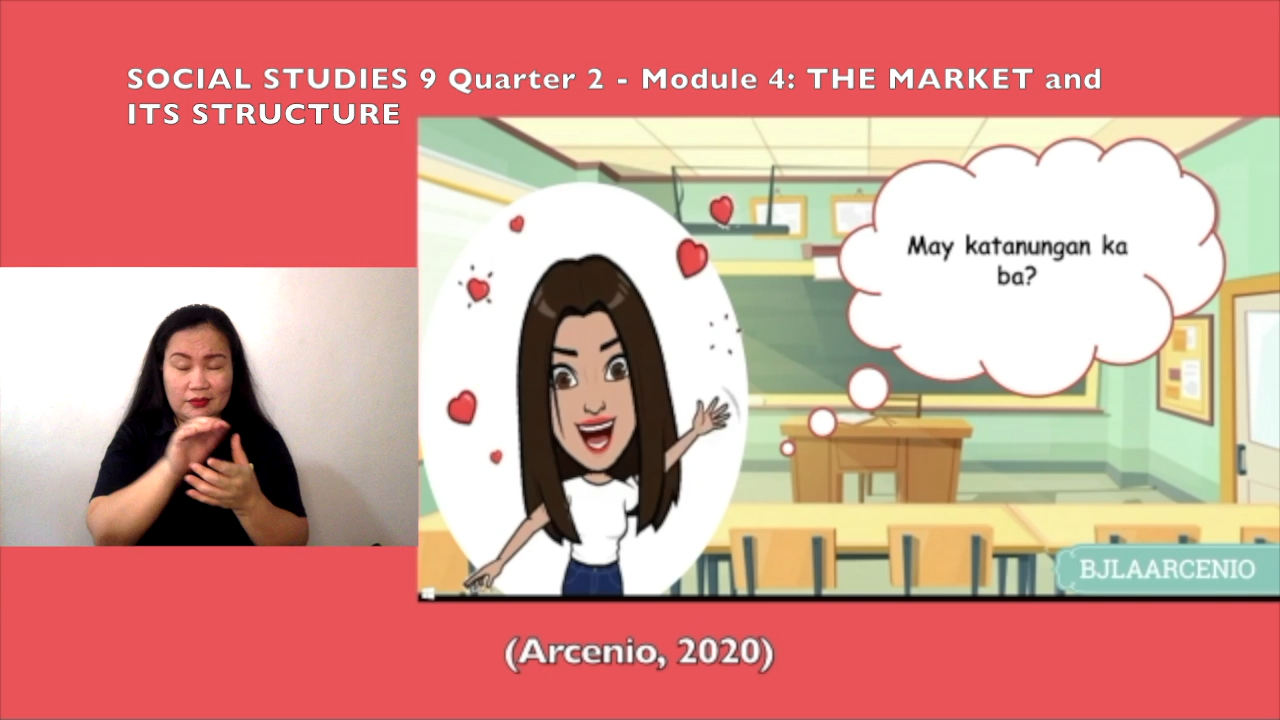 SOCIAL STUDIES 9 Quarter 2 - Module 4: THE MARKET and
ITS STRUCTURE
May katanungan ka
ba?
BJLAARCENIO
(Arcenio, 2020)